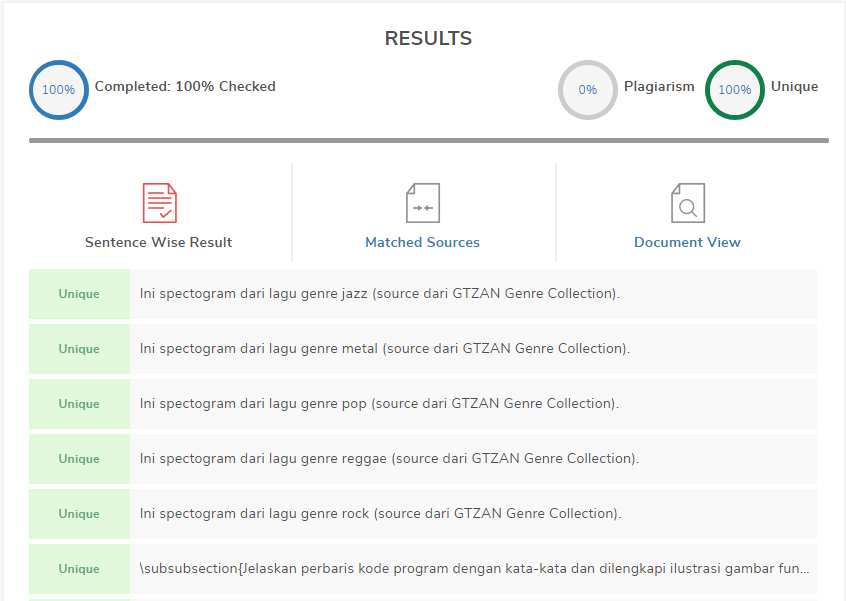 RESULTS
100% Completed: 100% Checked 0% Plagiarism 100% Unique
Sentence Wise Result Matched Sources Document View
Unique Ini spectogram dari lagu genre jazz (source dari GTZAN Genre Collection).
Unique Ini spectogram dari lagu genre metal (source dari GTZAN Genre Collection).
Unique Ini spectogram dari lagu genre pop (source dari GTZAN Genre Collection).
Unique Ini spectogram dari lagu genre reggae (source dari GTZAN Genre Collection).
Unique Ini spectogram dari lagu genre rock (source dari GTZAN Genre Collection).
Unique \subsubsection{Jelaskan perbaris kode program dengan kata-kata dan dilengkapi ilustrasi gambar fun...